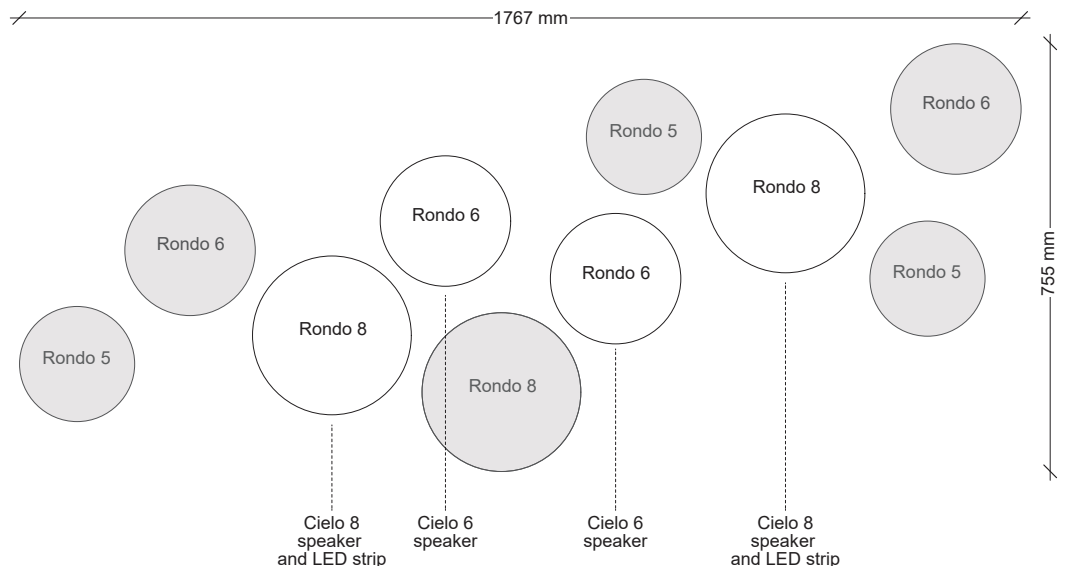 1767 mm
Rondo 6
Rondo 5
Rondo 8
Rondo 6
Rondo 6
755 mm
Rondo 6
Rondo 5
Rondo 8
Rondo 5
Rondo 8
Cielo 8
speaker
and LED strip
Cielo 6
speaker
Cielo 6
speaker
Cielo 8
speaker
and LED strip